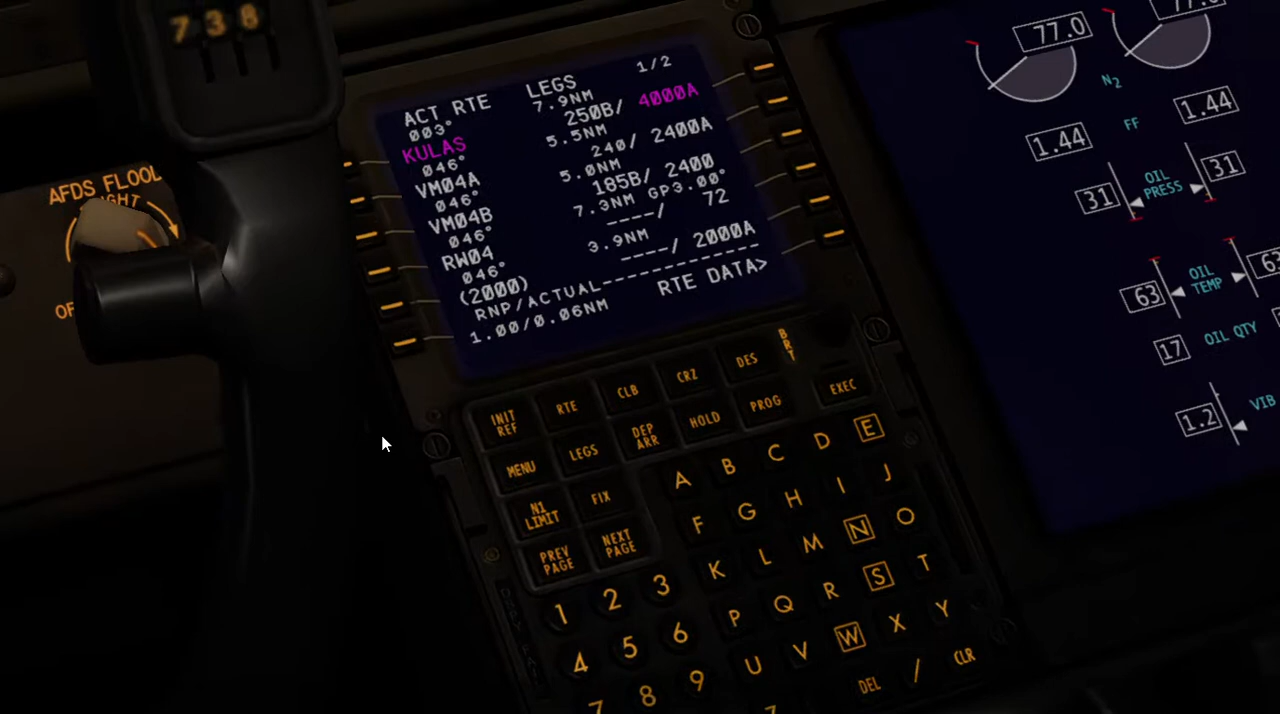 738
AFDS FLOOD
ACT RTE LEGS 1/2
003° 7.9NM
KULAS 250B/ 4000A
046° 5.5NM
VM04A 240/ 2400A
046° 5.0NM
VM04B 185B/ 2400
046° 7.3NM GP3.00°
RW04 ----/ 72
046° 3.9NM
(2000) ----/ 2000A
RNP/ACTUAL--------------
1.00/0.06NM RTE DATA>
77.0
N2
1.44 FF 1.44
31 OIL PRESS 31
63 OIL TEMP
17 OIL QTY
1.2 VIB
BRT
INIT REF RTE CLB CRZ DES EXEC
MENU LEGS DEP ARR HOLD PROG
N1 LIMIT FIX
PREV PAGE NEXT PAGE
A B C D E
F G H I J
K L M N O
P Q R S T
U V W X Y
DEL / CLR
1 2 3
4 5 6
7 8 9